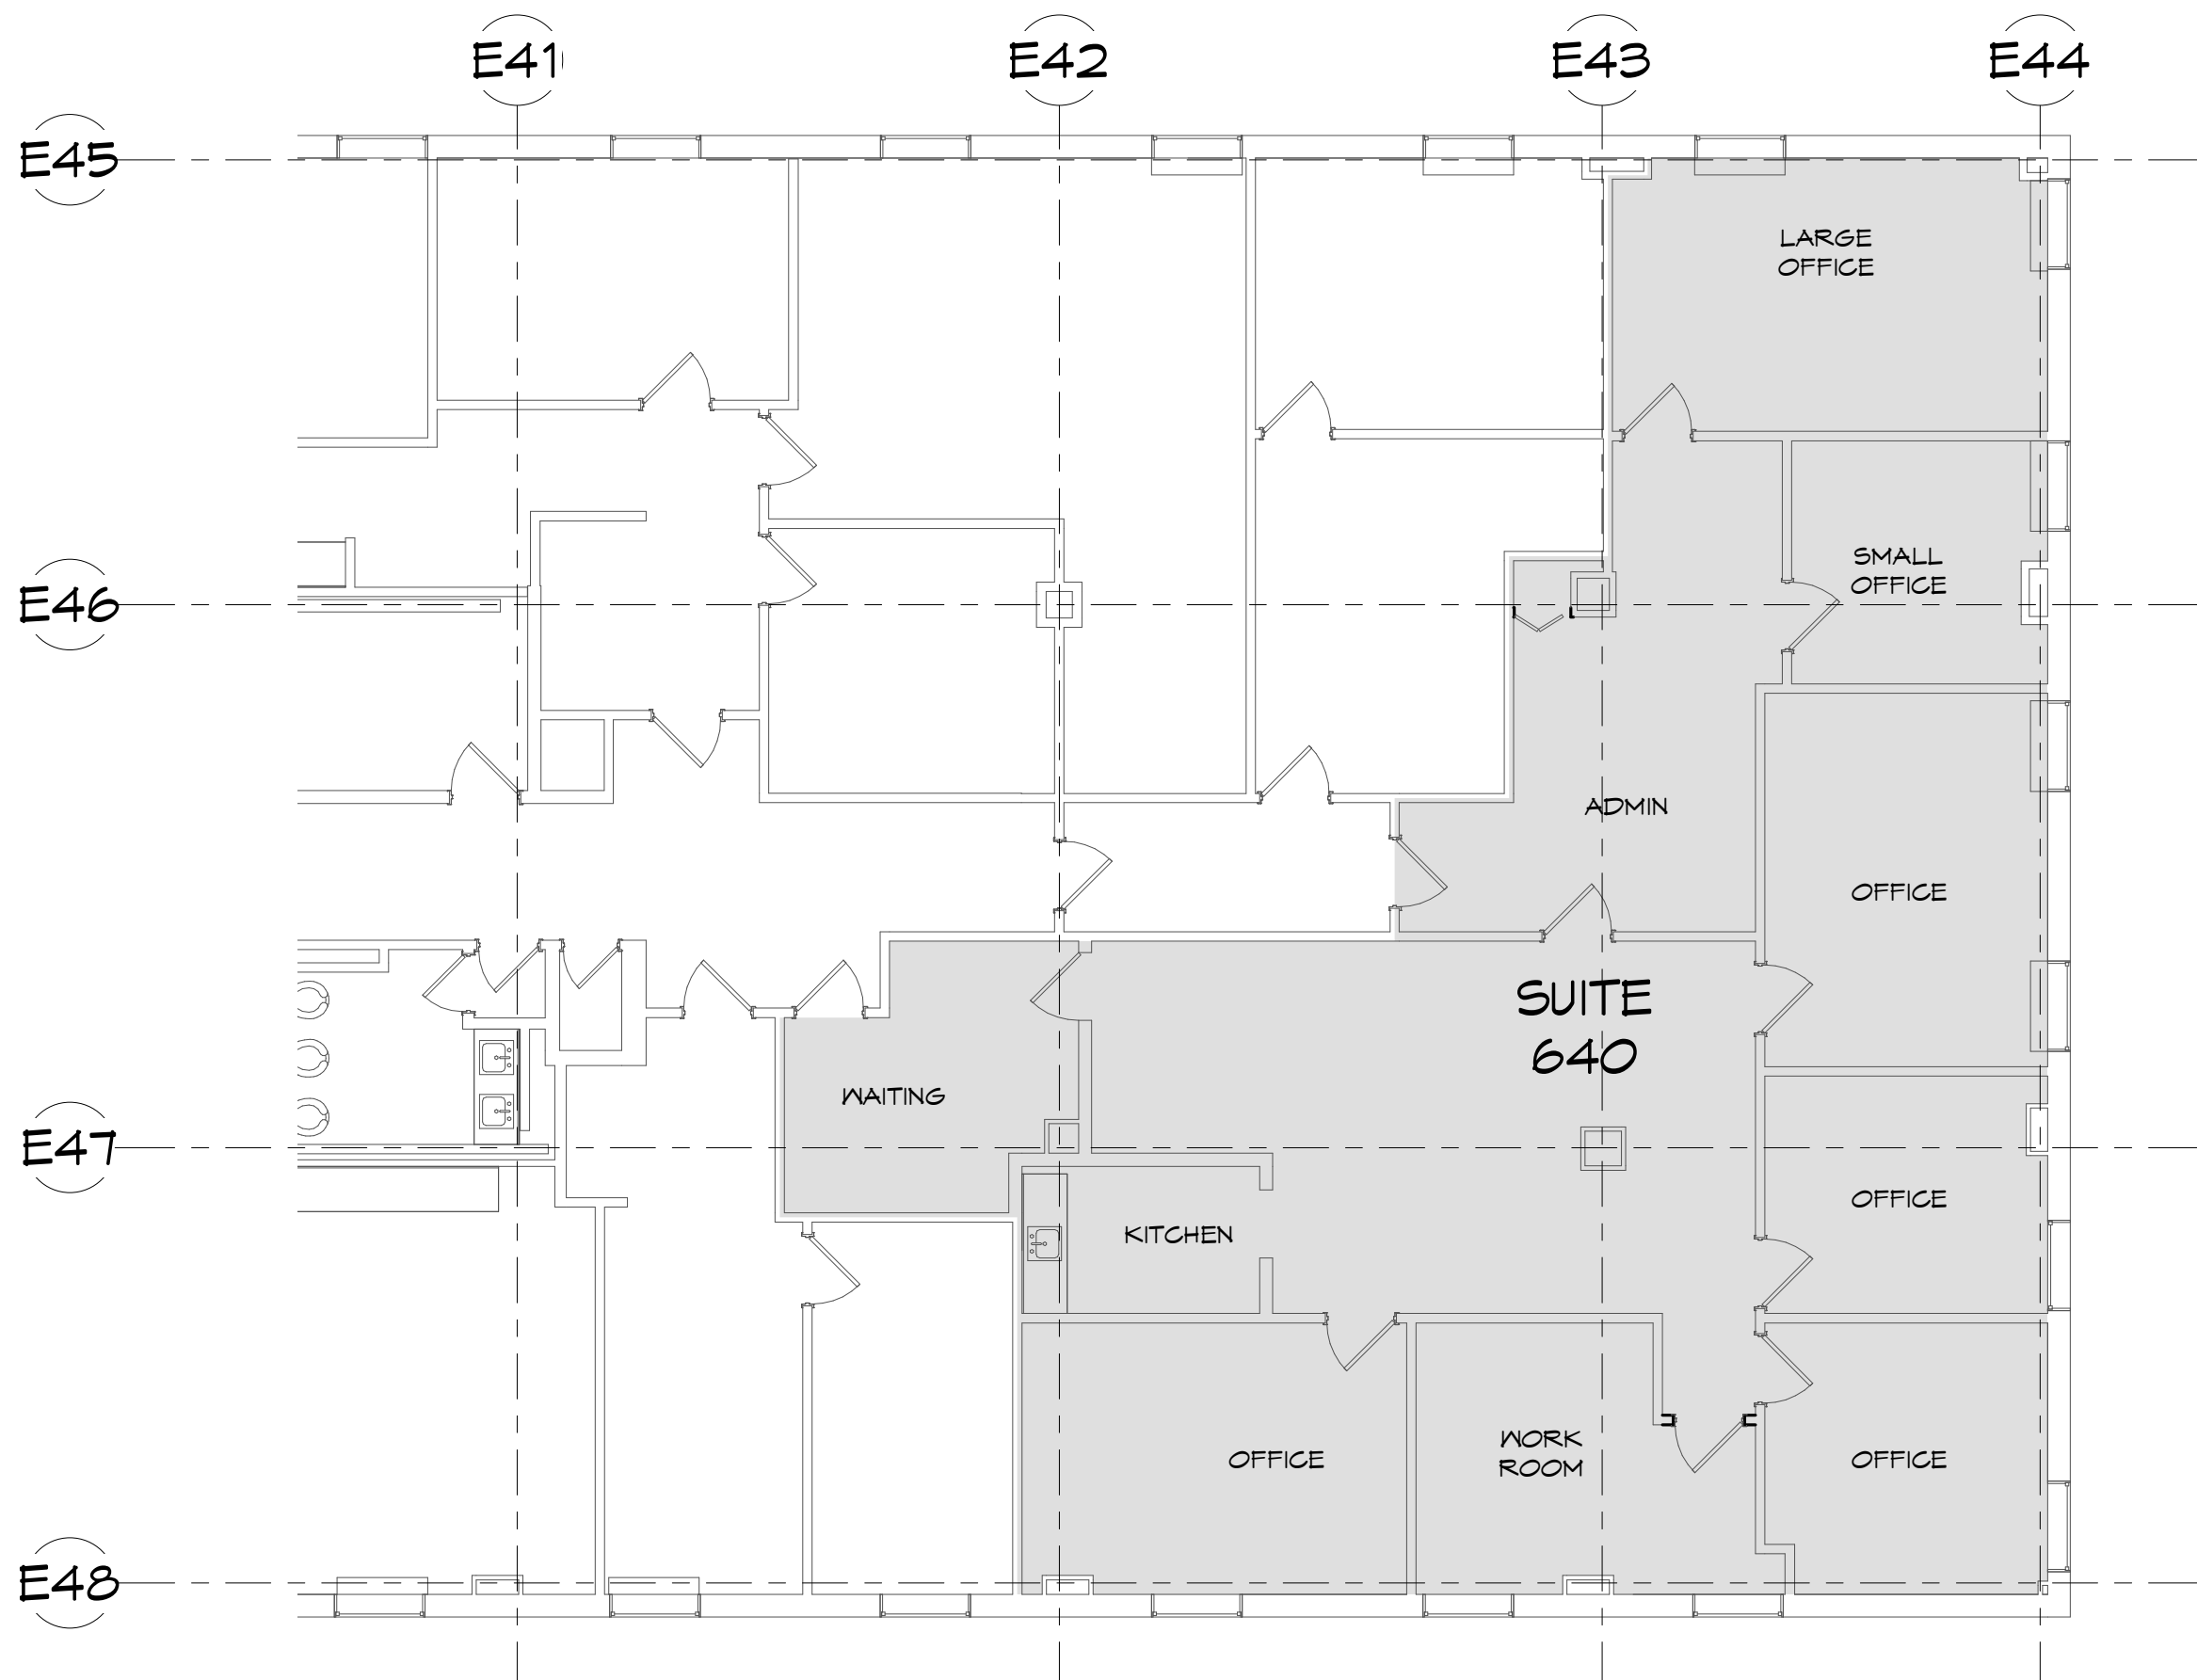 E41
E42
E43
E44
E45
LARGE
OFFICE
SMALL
OFFICE
E46
ADMIN
OFFICE
SUITE
640
WAITING
E47
OFFICE
KITCHEN
WORK
ROOM
OFFICE
OFFICE
E48